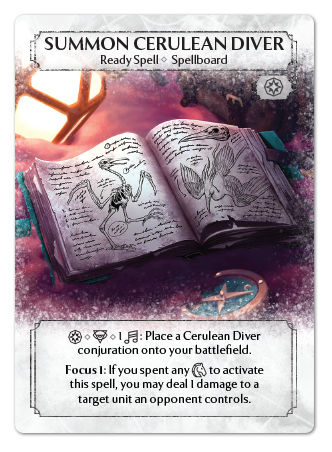 SUMMON CERULEAN DIVER
Ready Spell ⬦ Spellboard
⬦ ⬦ 1 : Place a Cerulean Diver
conjuration onto your battlefield.
Focus 1: If you spent any to activate
this spell, you may deal 1 damage to a
target unit an opponent controls.